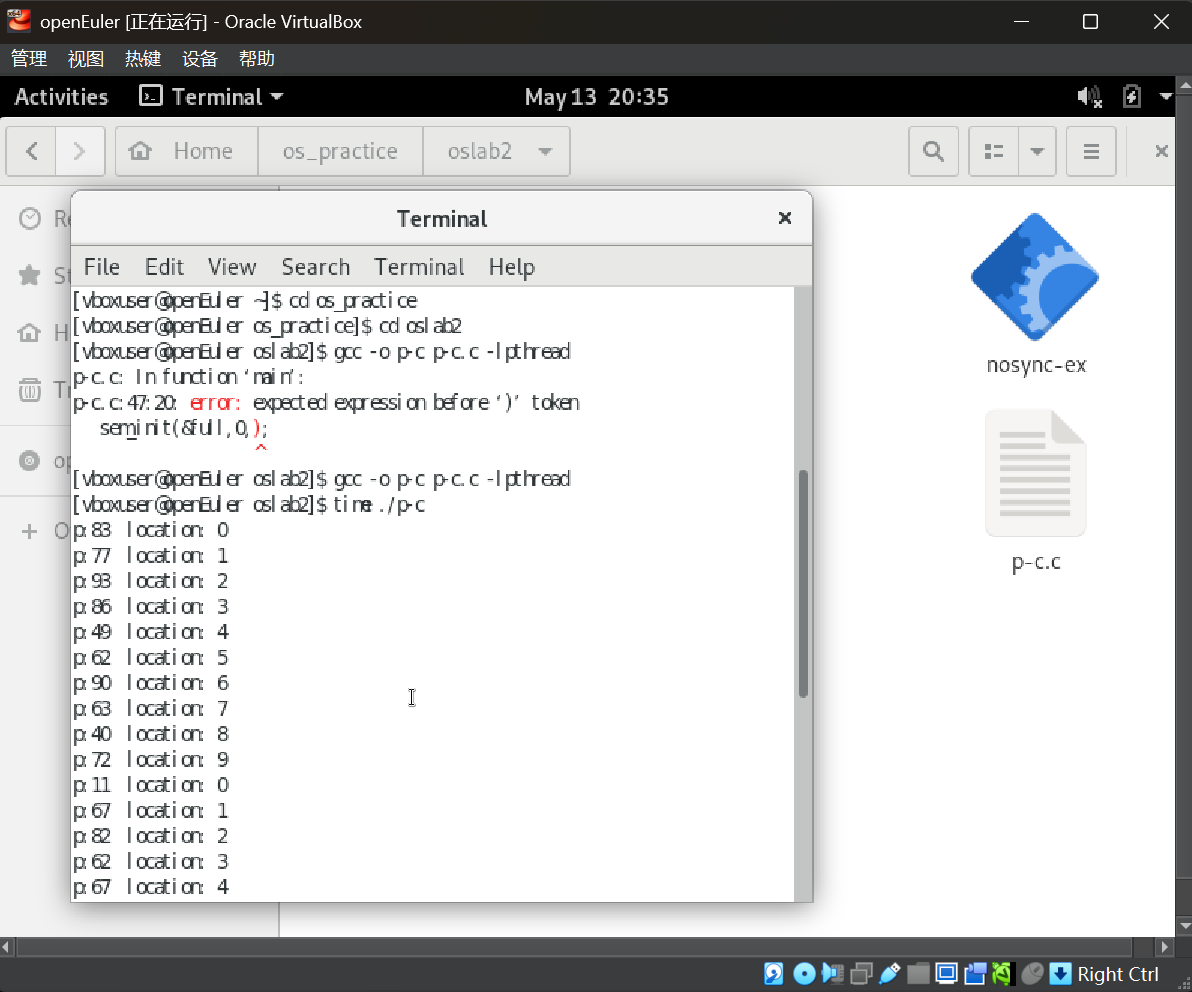 openEuler [正在运行] - Oracle VirtualBox
管理 视图 热键 设备 帮助
Activities Terminal May 13 20:35
Home os_practice oslab2
Terminal
File Edit View Search Terminal Help
[vboxuser@openEuler ~]$ cd os_practice
[vboxuser@openEuler os_practice]$ cd oslab2
[vboxuser@openEuler oslab2]$ gcc -o p-c p-c.c -lpthread
p-c.c: In function ‘main’:
p-c.c:47:20: error: expected expression before ‘)’ token
sem_init(&full,0,);
^
[vboxuser@openEuler oslab2]$ gcc -o p-c p-c.c -lpthread
[vboxuser@openEuler oslab2]$ time ./p-c
p:83 location: 0
p:77 location: 1
p:93 location: 2
p:86 location: 3
p:49 location: 4
p:62 location: 5
p:90 location: 6
p:63 location: 7
p:40 location: 8
p:72 location: 9
p:11 location: 0
p:67 location: 1
p:82 location: 2
p:62 location: 3
p:67 location: 4
nosync-ex
p-c.c
Right Ctrl